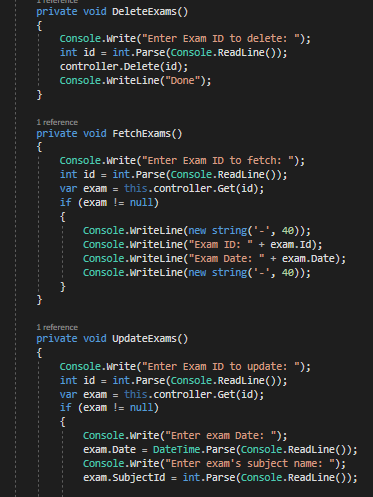 1 reference
private void DeleteExams()
{
Console.Write("Enter Exam ID to delete: ");
int id = int.Parse(Console.ReadLine());
controller.Delete(id);
Console.WriteLine("Done");
}
1 reference
private void FetchExams()
{
Console.Write("Enter Exam ID to fetch: ");
int id = int.Parse(Console.ReadLine());
var exam = this.controller.Get(id);
if (exam != null)
{
Console.WriteLine(new string('-', 40));
Console.WriteLine("Exam ID: " + exam.Id);
Console.WriteLine("Exam Date: " + exam.Date);
Console.WriteLine(new string('-', 40));
}
}
1 reference
private void UpdateExams()
{
Console.Write("Enter Exam ID to update: ");
int id = int.Parse(Console.ReadLine());
var exam = this.controller.Get(id);
if (exam != null)
{
Console.Write("Enter exam Date: ");
exam.Date = DateTime.Parse(Console.ReadLine());
Console.Write("Enter exam's subject name: ");
exam.SubjectId = int.Parse(Console.ReadLine());